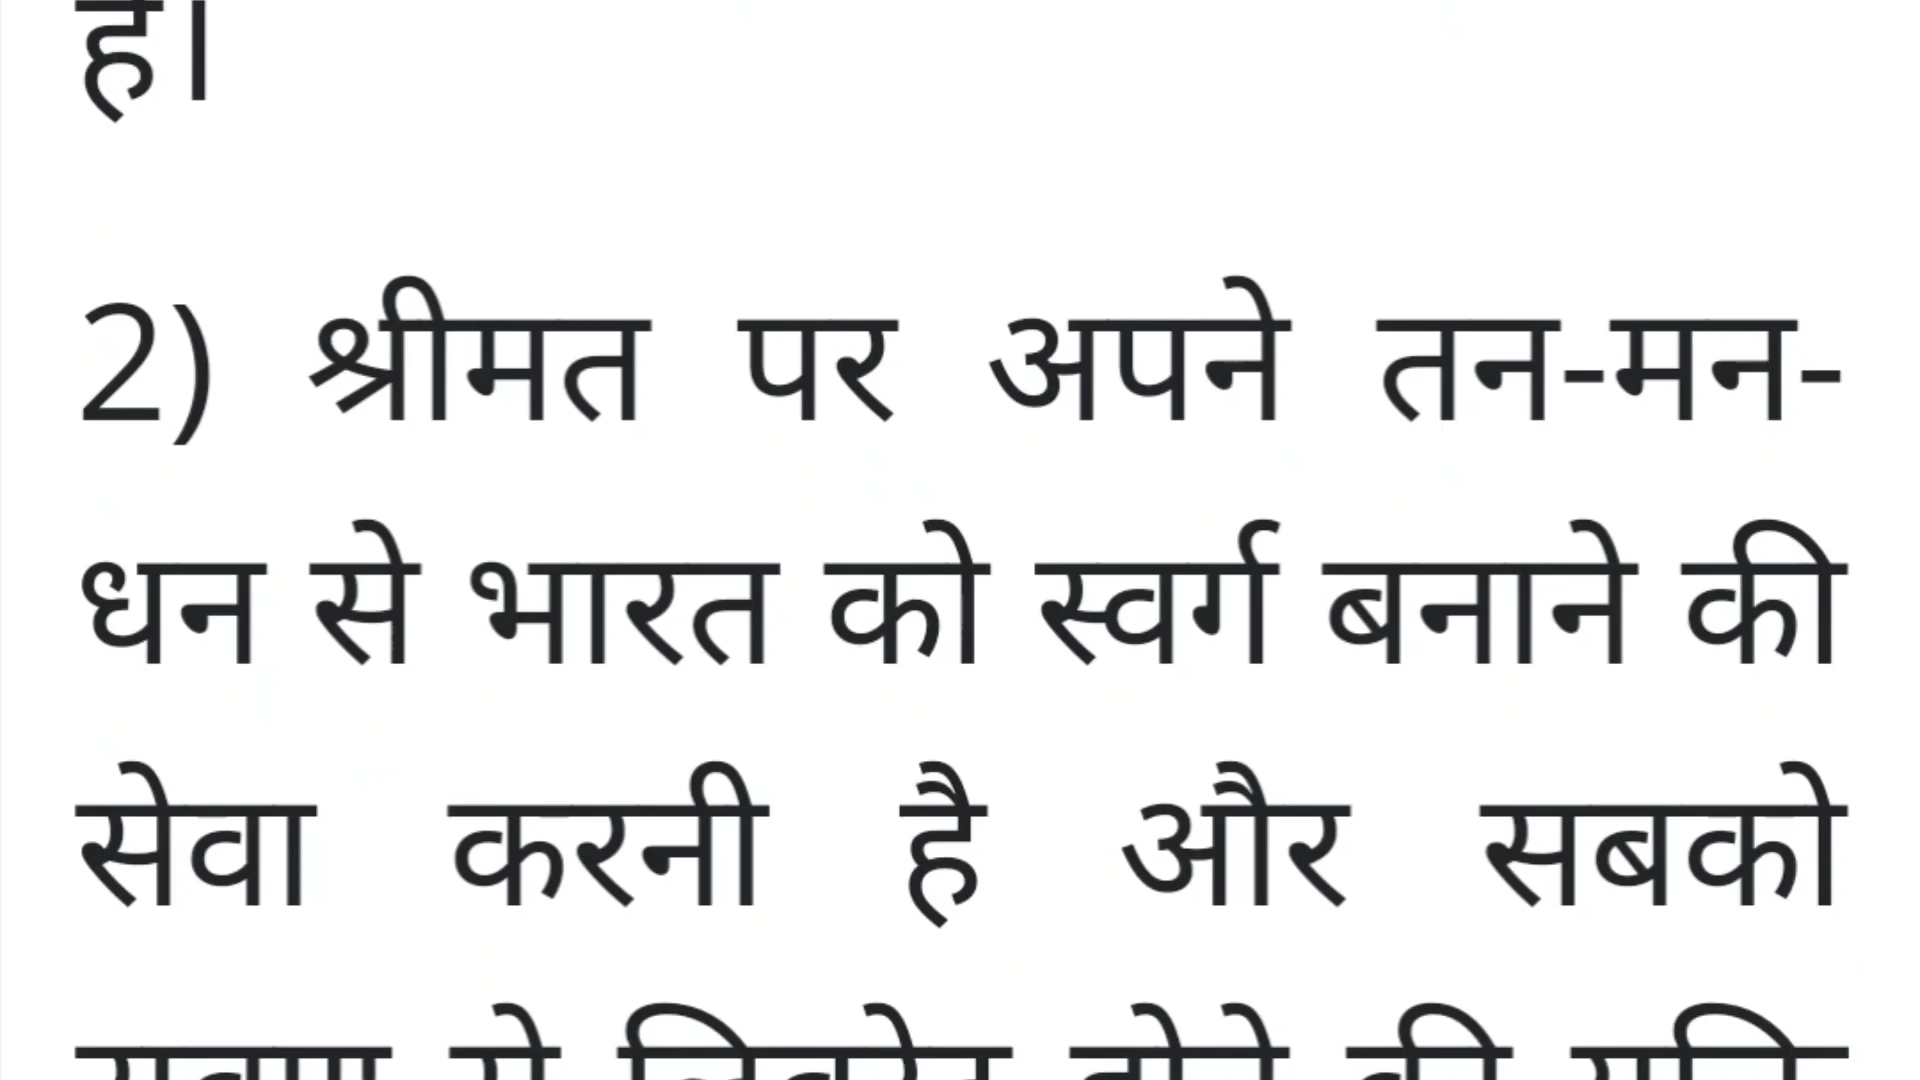 है।
2) श्रीमत पर अपने तन-मन-
धन से भारत को स्वर्ग बनाने की
सेवा करनी है और सबको